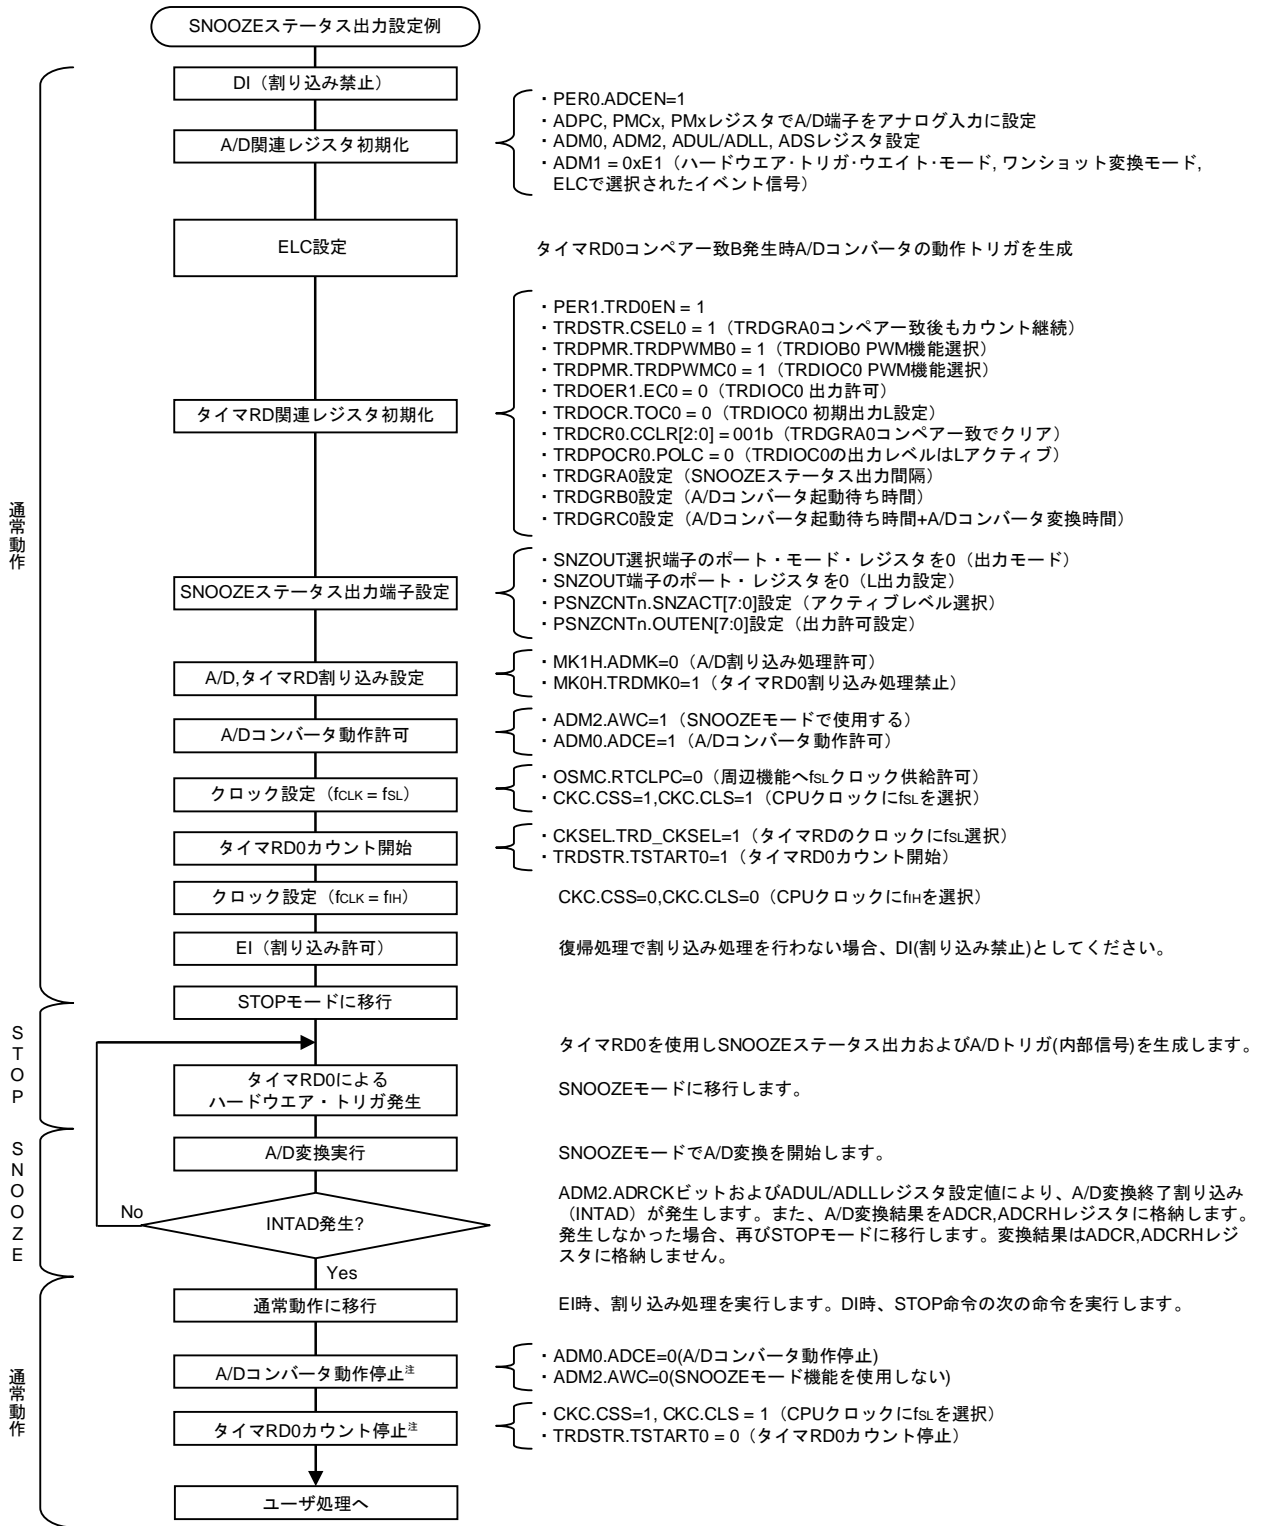 SNOOZEステータス出力設定例
DI（割り込み禁止）
A/D関連レジスタ初期化
・PER0.ADCEN=1
・ADPC, PMCx, PMxレジスタでA/D端子をアナログ入力に設定
・ADM0, ADM2, ADUL/ADLL, ADSレジスタ設定
・ADM1 = 0xE1（ハードウエア・トリガ・ウエイト・モード, ワンショット変換モード,
ELCで選択されたイベント信号）
ELC設定
タイマRD0コンペアー致B発生時A/Dコンバータの動作トリガを生成
タイマRD関連レジスタ初期化
・PER1.TRD0EN = 1
・TRDSTR.CSEL0 = 1（TRDGRA0コンペアー致後もカウント継続）
・TRDPMR.TRDPWMB0 = 1（TRDIOB0 PWM機能選択）
・TRDPMR.TRDPWMC0 = 1（TRDIOC0 PWM機能選択）
・TRDOER1.EC0 = 0（TRDIOC0 出力許可）
・TRDOCR.TOC0 = 0（TRDIOC0 初期出力L設定）
・TRDCR0.CCLR[2:0] = 001b（TRDGRA0コンペアー致でクリア）
・TRDPOCR0.POLC = 0（TRDIOC0の出力レベルはLアクティブ）
・TRDGRA0設定（SNOOZEステータス出力間隔）
・TRDGRB0設定（A/Dコンバータ起動待ち時間）
・TRDGRC0設定（A/Dコンバータ起動待ち時間+A/Dコンバータ変換時間）
通常動作
SNOOZEステータス出力端子設定
・SNZOUT選択端子のポート・モード・レジスタを0（出力モード）
・SNZOUT端子のポート・レジスタを0（L出力設定）
・PSNZCNTn.SNZACT[7:0]設定（アクティブレベル選択）
・PSNZCNTn.OUTEN[7:0]設定（出力許可設定）
A/D,タイマRD割り込み設定
・MK1H.ADMK=0（A/D割り込み処理許可）
・MK0H.TRDMK0=1（タイマRD0割り込み処理禁止）
A/Dコンバータ動作許可
・ADM2.AWC=1（SNOOZEモードで使用する）
・ADM0.ADCE=1（A/Dコンバータ動作許可）
クロック設定（fCLK = fSL）
・OSMC.RTCLPC=0（周辺機能へfSLクロック供給許可）
・CKC.CSS=1,CKC.CLS=1（CPUクロックにfSLを選択）
タイマRD0カウント開始
・CKSEL.TRD_CKSEL=1（タイマRDのクロックにfSL選択）
・TRDSTR.TSTART0=1（タイマRD0カウント開始）
クロック設定（fCLK = fIH）
CKC.CSS=0,CKC.CLS=0（CPUクロックにfIHを選択）
EI（割り込み許可）
復帰処理で割り込み処理を行わない場合、DI(割り込み禁止)としてください。
STOPモードに移行
STOP
タイマRD0を使用しSNOOZEステータス出力およびA/Dトリガ(内部信号)を生成します。
タイマRD0による
ハードウエア・トリガ発生
SNOOZEモードに移行します。
SNOOZE
A/D変換実行
SNOOZEモードでA/D変換を開始します。
INTAD発生?
No
Yes
ADM2.ADRCKビットおよびADUL/ADLLレジスタ設定値により、A/D変換終了割り込み
（INTAD）が発生します。また、A/D変換結果をADCR,ADCRHレジスタに格納します。
発生しなかった場合、再びSTOPモードに移行します。変換結果はADCR,ADCRHレジ
スタに格納しません。
通常動作に移行
EI時、割り込み処理を実行します。DI時、STOP命令の次の命令を実行します。
通常動作
A/Dコンバータ動作停止注
・ADM0.ADCE=0(A/Dコンバータ動作停止)
・ADM2.AWC=0(SNOOZEモード機能を使用しない)
タイマRD0カウント停止注
・CKC.CSS=1, CKC.CLS = 1（CPUクロックにfSLを選択）
・TRDSTR.TSTART0 = 0（タイマRD0カウント停止）
ユーザ処理へ